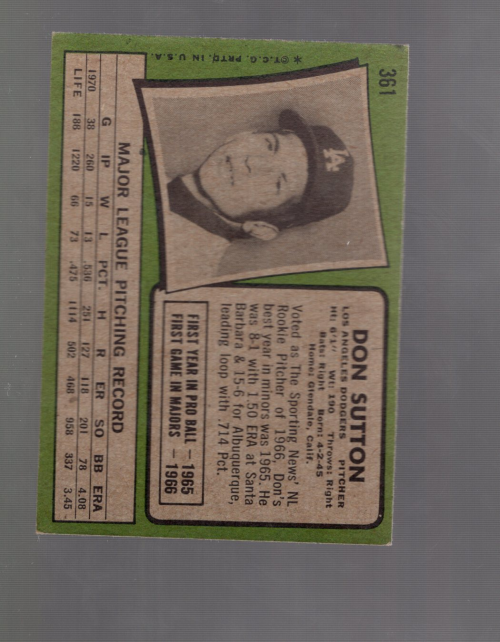 361
* ©T.C.G. PRTD. IN U.S.A.
LA
DON SUTTON
LOS ANGELES DODGERS PITCHER
Ht: 6'1" Wt: 190 Throws: Right
Bats: Right Born: 4-2-45
Home: Glendale, Calif.
Voted as The Sporting News' NL
Rookie Pitcher of 1966, Don's
best year in minors was 1965. He
was 8-1 with 1.50 ERA at Santa
Barbara & 15-6 for Albuquerque,
leading loop with .714 Pct.
FIRST YEAR IN PRO BALL — 1965
FIRST GAME IN MAJORS — 1966
MAJOR LEAGUE PITCHING RECORD
G IP W L PCT. H R ER SO BB ERA
1970 38 260 15 13 .536 251 127 118 201 78 4.08
LIFE 188 1220 66 73 .475 1114 502 468 958 337 3.45